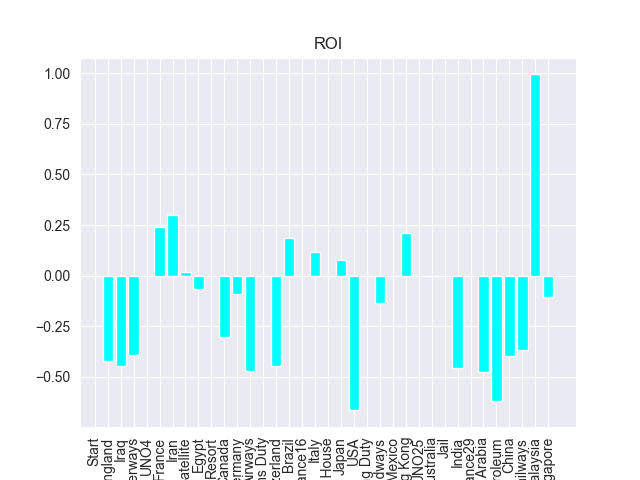 ROI
1.00
0.75
0.50
0.25
0.00
−0.25
−0.50
Start
ngland
Iraq
erways
UNO4
France
Iran
atellite
Egypt
Resort
Canada
ermany
irways
ns Duty
zerland
Brazil
ance16
Italy
House
Japan
USA
g Duty
dways
Mexico
g Kong
UNO25
ustralia
Jail
India
ance29
Arabia
roleum
China
ilways
alaysia
gapore